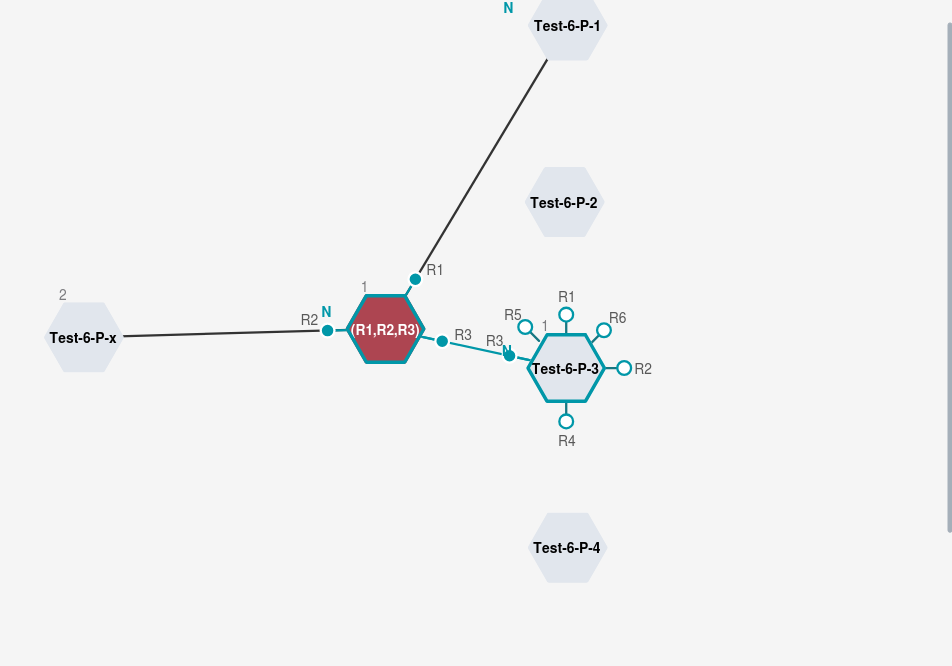 N
Test-6-P-1
Test-6-P-2
R1
1
2
R1
R5
1
R6
N
R2
(R1,R2,R3)
R3
R3
N
Test-6-P-x
Test-6-P-3
R2
R4
Test-6-P-4